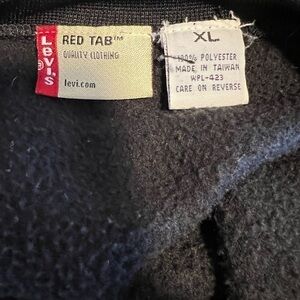 Levi's®
RED TAB™
QUALITY CLOTHING
levi.com
XL
100% POLYESTER
MADE IN TAIWAN
WPL-423
CARE ON REVERSE